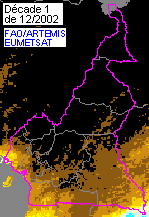 Décade 1
de 12/2002
FAO/ARTEMIS
EUMETSAT